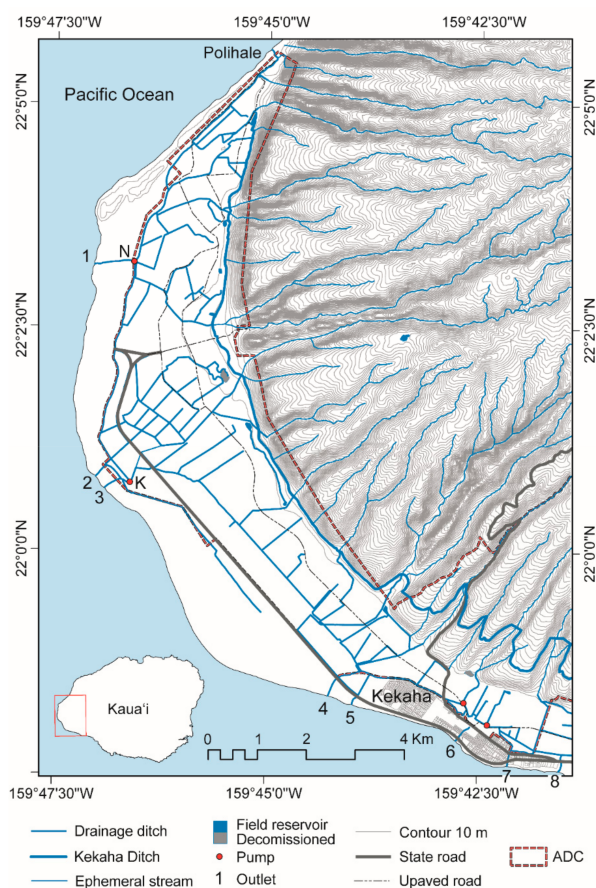 159°47'30"W 159°45'0"W 159°42'30"W
Polihale
Pacific Ocean
22°5'0"N 22°5'0"N
1 N
22°2'30"N 22°2'30"N
2 K
3
22°0'0"N 22°0'0"N
Kekaha
Kauaʻi
4 5 6 7 8
0 1 2 4 Km
159°47'30"W 159°45'0"W 159°42'30"W
Drainage ditch
Kekaha Ditch
Ephemeral stream
Field reservoir
Decomissioned
Pump
1 Outlet
Contour 10 m
State road
Upaved road
ADC